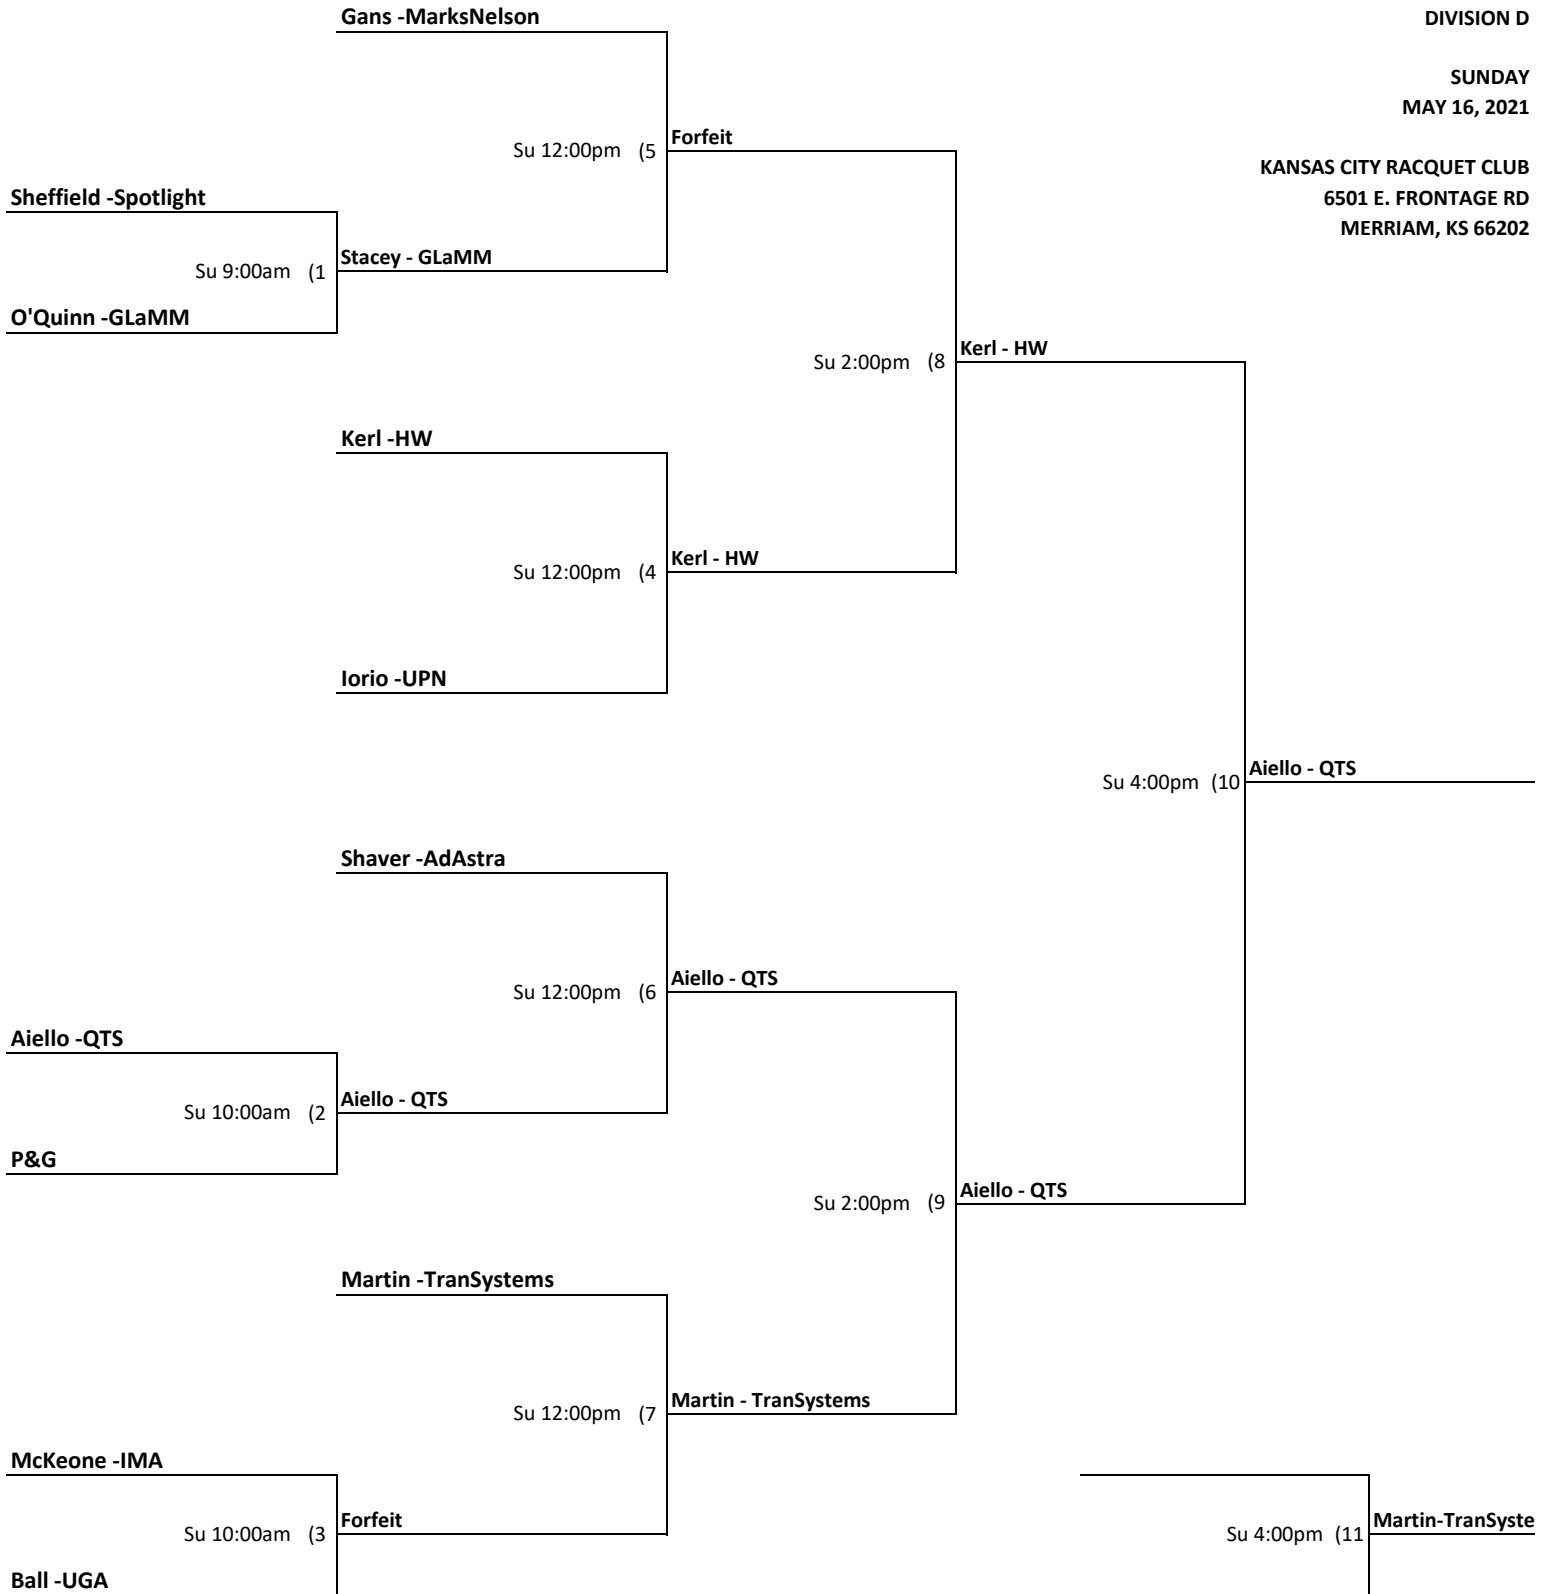 Gans -MarksNelson
DIVISION D
SUNDAY
MAY 16, 2021
Su 12:00pm (5
Forfeit
KANSAS CITY RACQUET CLUB
Sheffield -Spotlight
6501 E. FRONTAGE RD
MERRIAM, KS 66202
Su 9:00am (1
Stacey - GLaMM
O'Quinn -GLaMM
Su 2:00pm (8
Kerl - HW
Kerl -HW
Su 12:00pm (4
Kerl - HW
Iorio -UPN
Su 4:00pm (10
Aiello - QTS
Shaver -AdAstra
Su 12:00pm (6
Aiello - QTS
Aiello -QTS
Su 10:00am (2
Aiello - QTS
P&G
Su 2:00pm (9
Aiello - QTS
Martin -TranSystems
Su 12:00pm (7
Martin - TranSystems
McKeone -IMA
Su 10:00am (3
Forfeit
Su 4:00pm (11
Martin-TranSyste
Ball -UGA